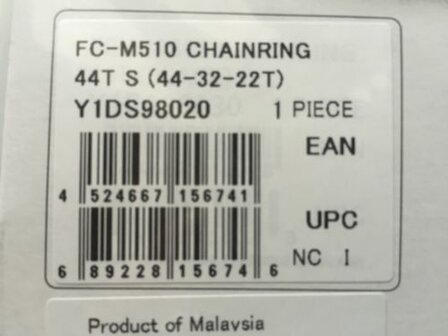 FC-M510 CHAINRING
44T S (44-32-22T)
Y1DS98020 1 PIECE
EAN
4 524667 156741
UPC
NC I
6 89228 15674 6
Product of Malaysia